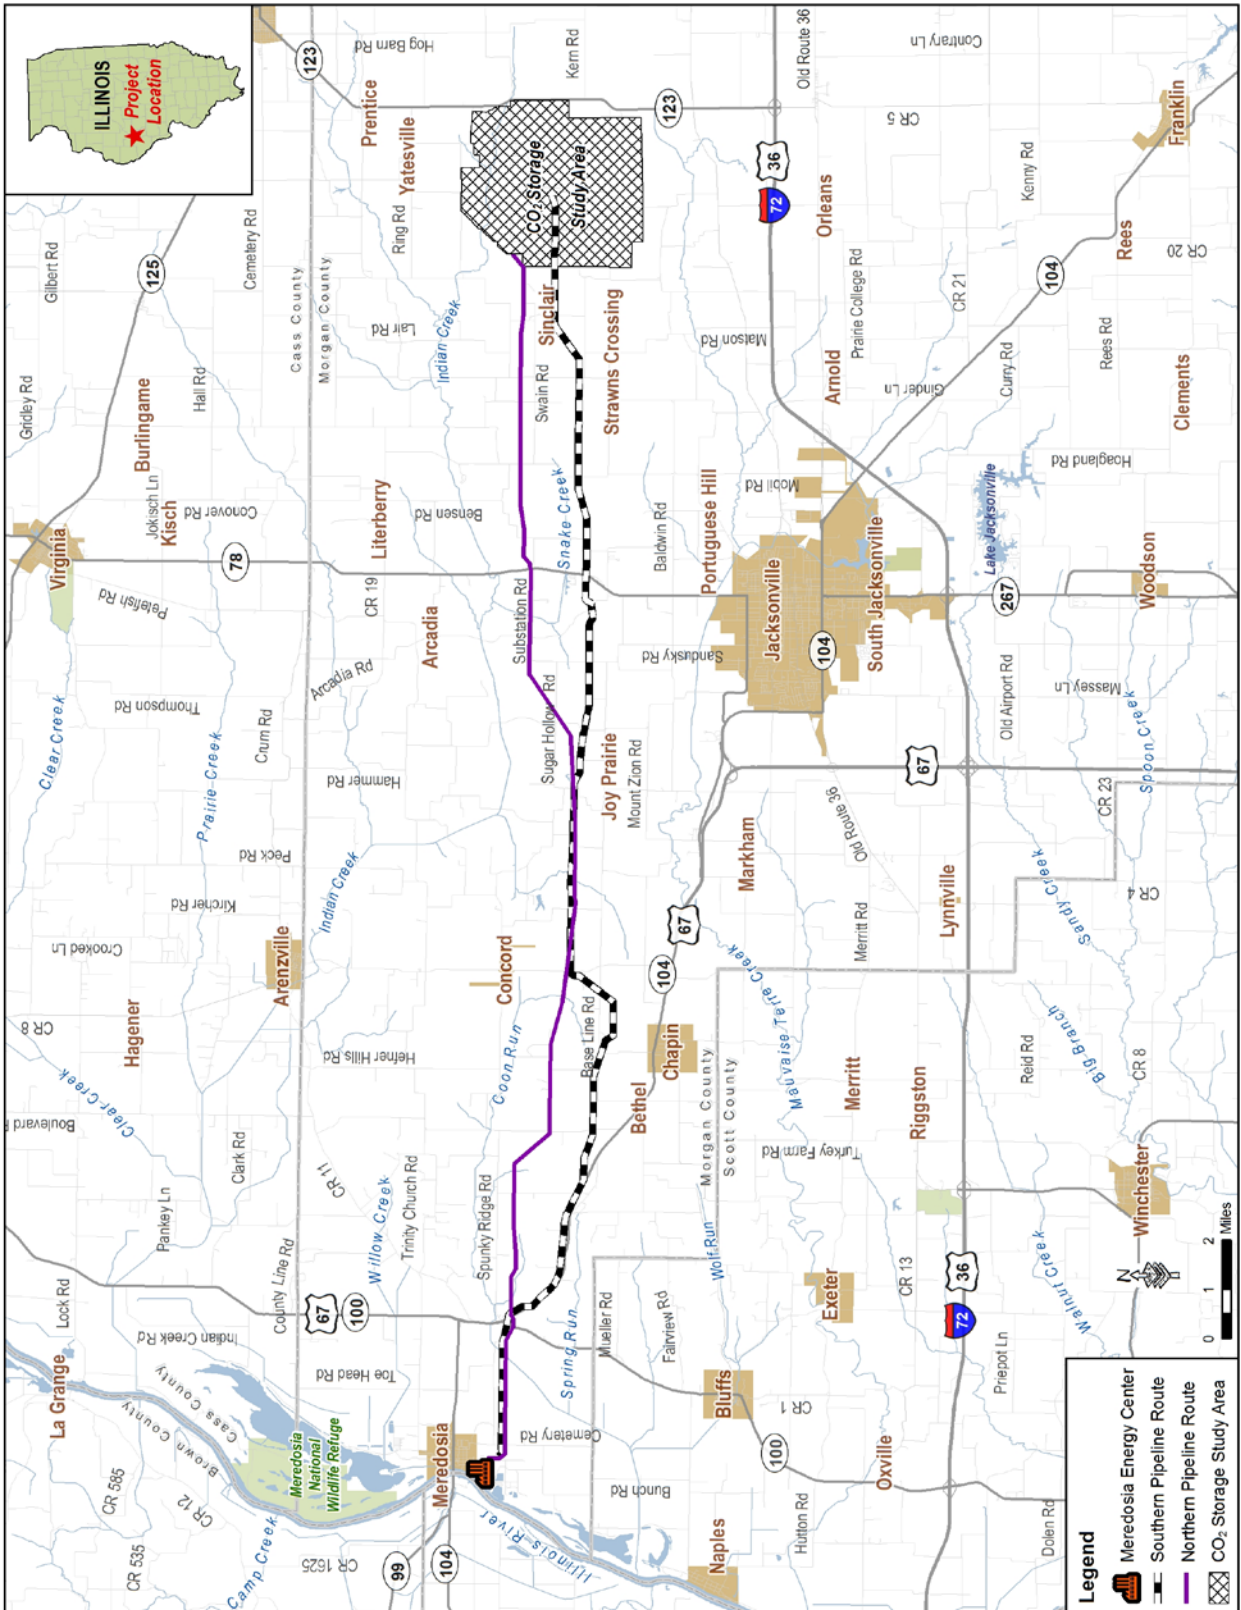 ILLINOIS
Project
Location
Gridley Rd
Gilbert Rd
Virginia
125
Burlingame
Jokisch Ln
Kisch
Hall Rd
Cemetery Rd
Conover Rd
78
Petefish Rd
Clear Creek
Thompson Rd
Prairie Creek
Crum Rd
Peck Rd
Kircher Rd
Crooked Ln
Hagener
CR 8
Clear Creek
Boulevard
Clark Rd
Pankey Ln
Lock Rd
La Grange
Indian Creek Rd
Cass County
Brown County
CR 585
CR 12
CR 535
Camp Creek
Meredosia
National
Wildlife Refuge
CR 1625
99
104
Meredosia
Toe Head Rd
County Line Rd
67
100
CR 11
Willow Creek
Trinity Church Rd
Spunky Ridge Rd
Hefner Hills Rd
Coon Run
Arenzville
Indian Creek
Concord
Hammer Rd
Arcadia Rd
Arcadia
CR 19
Literberry
Bensen Rd
Cass County
Morgan County
Lair Rd
Indian Creek
Ring Rd
Yatesville
Prentice
123
Hog Barn Rd
Kern Rd
CO2 Storage
Study Area
Sinclair
Swain Rd
Strawns Crossing
Snake Creek
Substation Rd
Sugar Hollow Rd
Joy Prairie
Mount Zion Rd
Base Line Rd
Bethel
Chapin
104
67
Spring Run
Mueller Rd
Fairview Rd
Cemetery Rd
Illinois River
Bunch Rd
Naples
Bluffs
CR 1
100
Oxville
Hutton Rd
Dolen Rd
Wolf Run
Morgan County
Scott County
Turkey Farm Rd
Mauvaise Terre Creek
Merritt
Riggston
Exeter
CR 13
36
72
Priepot Ln
Walnut Creek
Winchester
CR 8
Reid Rd
Big Branch
Sandy Creek
CR 4
CR 23
Lynnville
Merritt Rd
Old Route 36
Markham
67
Old Airport Rd
Massey Ln
Spoon Creek
Sandusky Rd
Baldwin Rd
Portuguese Hill
Mobil Rd
Jacksonville
104
South Jacksonville
Lake Jacksonville
267
Woodson
Hoagland Rd
Clements
Rees Rd
Curry Rd
Ginder Ln
Arnold
Matson Rd
Prairie College Rd
CR 21
104
Orleans
72
36
123
Old Route 36
Contrary Ln
CR 5
Kenny Rd
Franklin
Rees
CR 20
N
0 1 2
Miles
Legend
Meredosia Energy Center
Southern Pipeline Route
Northern Pipeline Route
CO2 Storage Study Area